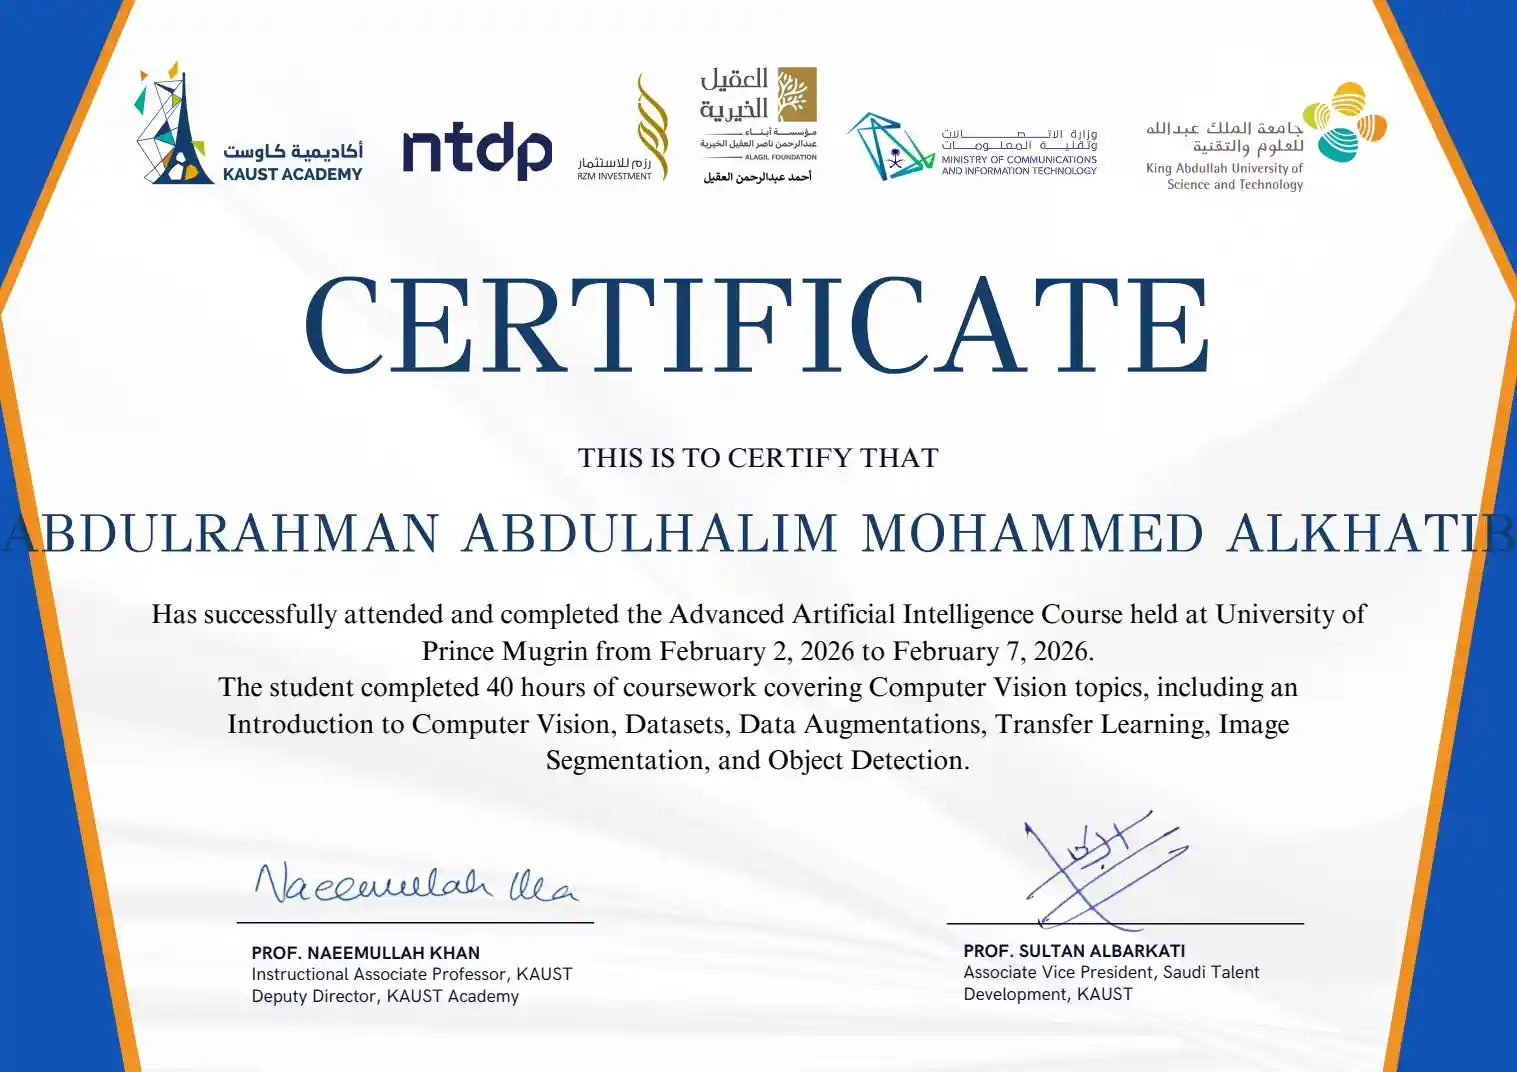 أكاديمية كاوست
KAUST ACADEMY
ntdp
رزم للاستثمار
RZM INVESTMENT
العقيل
الخيرية
مؤسسة أبناء
عبدالرحمن ناصر العقيل الخيرية
ALAGIL FOUNDATION
أحمد عبدالرحمن العقيل
وزارة الاتصالات
وتقنية المعلومات
MINISTRY OF COMMUNICATIONS
AND INFORMATION TECHNOLOGY
جامعة الملك عبدالله
للعلوم والتقنية
King Abdullah University of
Science and Technology
CERTIFICATE
THIS IS TO CERTIFY THAT
ABDULRAHMAN ABDULHALIM MOHAMMED ALKHATIB
Has successfully attended and completed the Advanced Artificial Intelligence Course held at University of
Prince Mugrin from February 2, 2026 to February 7, 2026.
The student completed 40 hours of coursework covering Computer Vision topics, including an
Introduction to Computer Vision, Datasets, Data Augmentations, Transfer Learning, Image
Segmentation, and Object Detection.
Naeemullah
PROF. NAEEMULLAH KHAN
Instructional Associate Professor, KAUST
Deputy Director, KAUST Academy
PROF. SULTAN ALBARKATI
Associate Vice President, Saudi Talent
Development, KAUST